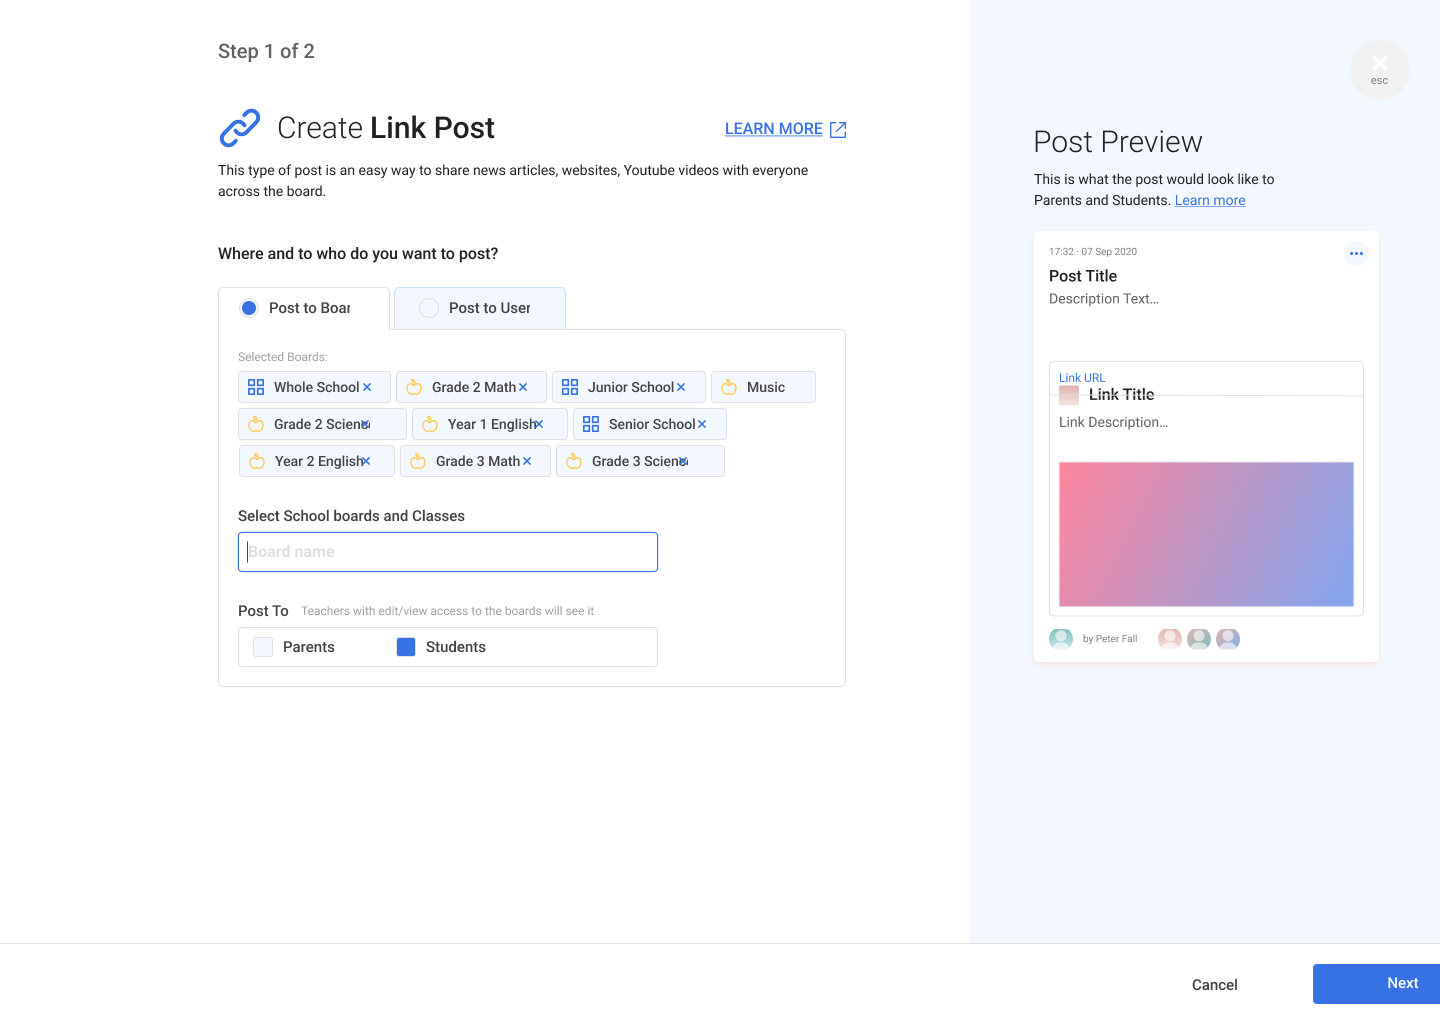 Step 1 of 2
esc
Create Link Post
LEARN MORE
This type of post is an easy way to share news articles, websites, Youtube videos with everyone
across the board.
Where and to who do you want to post?
Post to Boar
Post to User
Selected Boards:
Whole School
Grade 2 Math
Junior School
Music
Grade 2 Scienc
Year 1 English
Senior School
Year 2 English
Grade 3 Math
Grade 3 Scienc
Select School boards and Classes
Board name
Post To Teachers with edit/view access to the boards will see it
Parents
Students
Post Preview
This is what the post would look like to
Parents and Students. Learn more
17:32 - 07 Sep 2020
Post Title
Description Text...
Link URL
Link Title
Link Description...
by Peter Fall
Cancel
Next